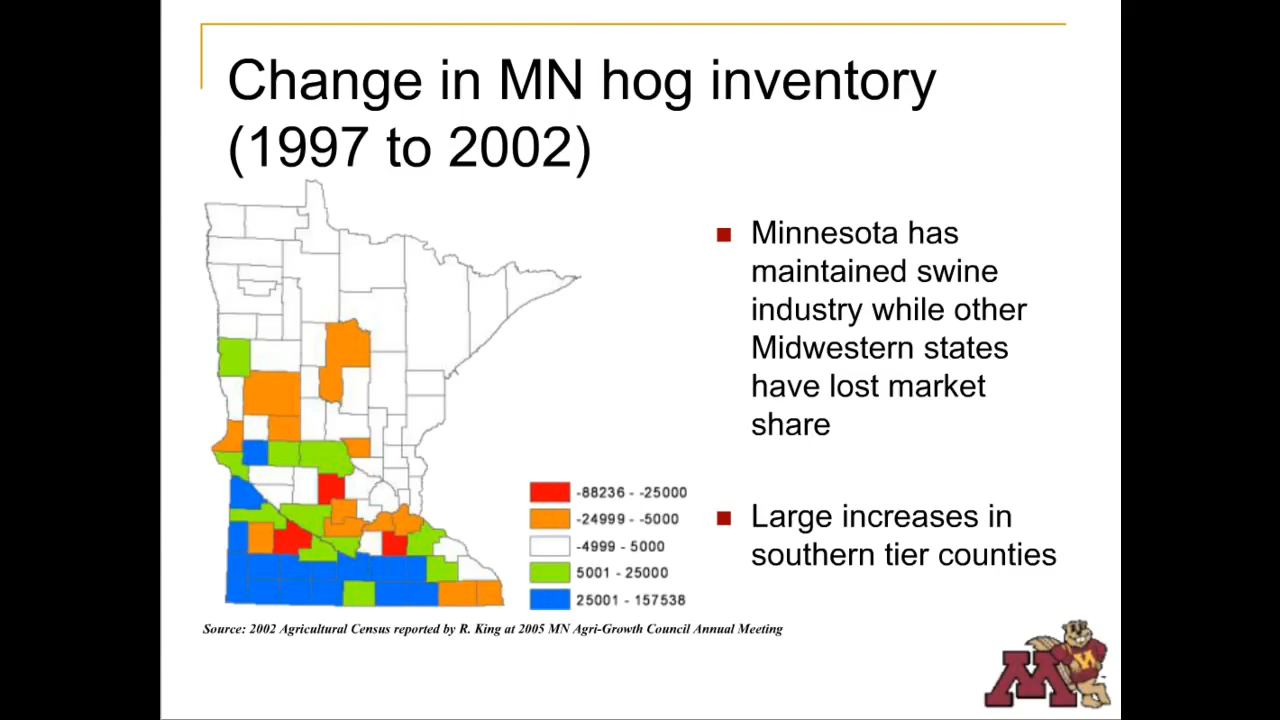 Change in MN hog inventory
(1997 to 2002)
Minnesota has
maintained swine
industry while other
Midwestern states
have lost market
share
Large increases in
southern tier counties
-88236 - -25000
-24999 - -5000
-4999 - 5000
5001 - 25000
25001 - 157538
Source: 2002 Agricultural Census reported by R. King at 2005 MN Agri-Growth Council Annual Meeting
M